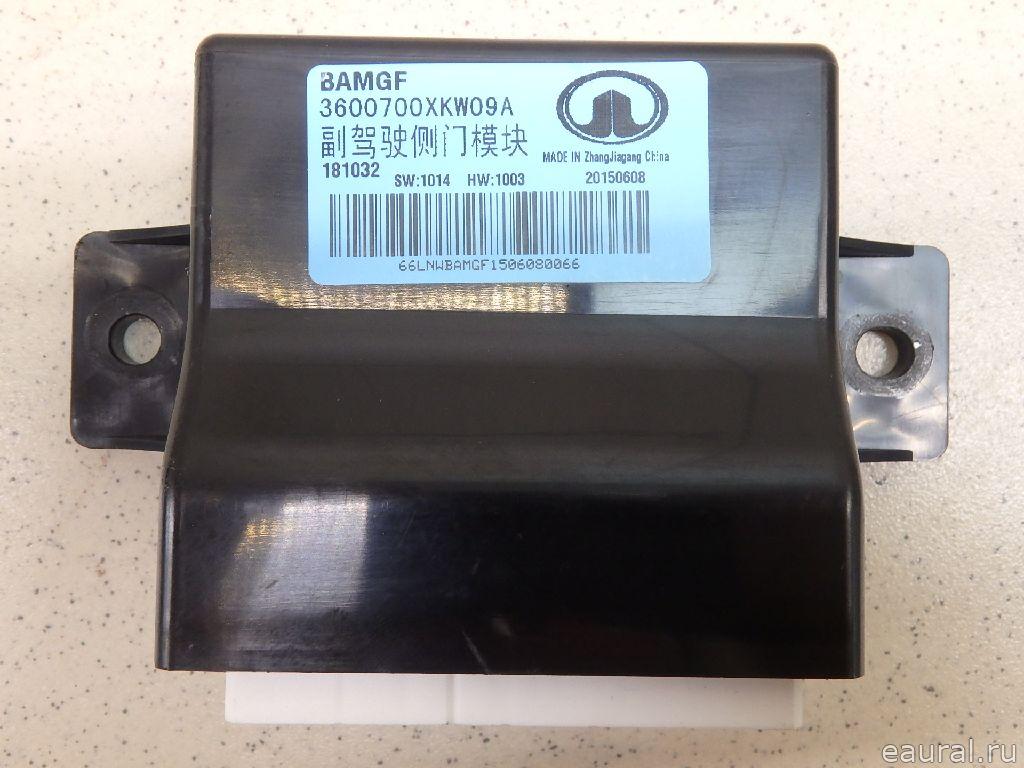 BAMGF
3600700XKW09A
副驾驶侧门模块
MADE IN ZhangJiagang China
181032 SW:1014 HW:1003 20150608
66LNWBAMGF1506080066
eaural.ru